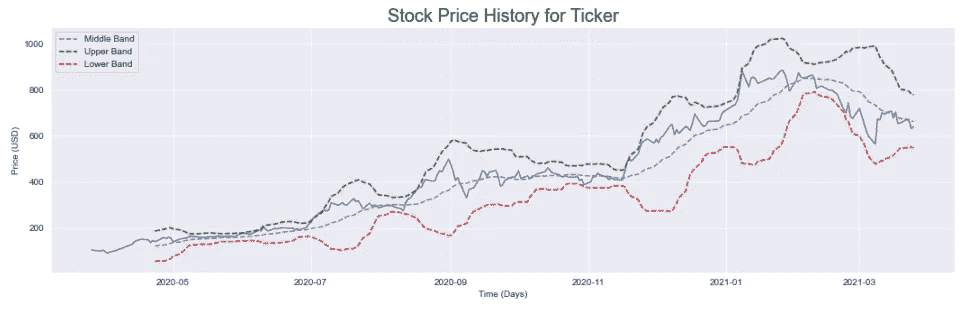 Stock Price History for Ticker
Middle Band
Upper Band
Lower Band
Price (USD)
1000
800
600
400
200
2020-05 2020-07 2020-09 2020-11 2021-01 2021-03
Time (Days)